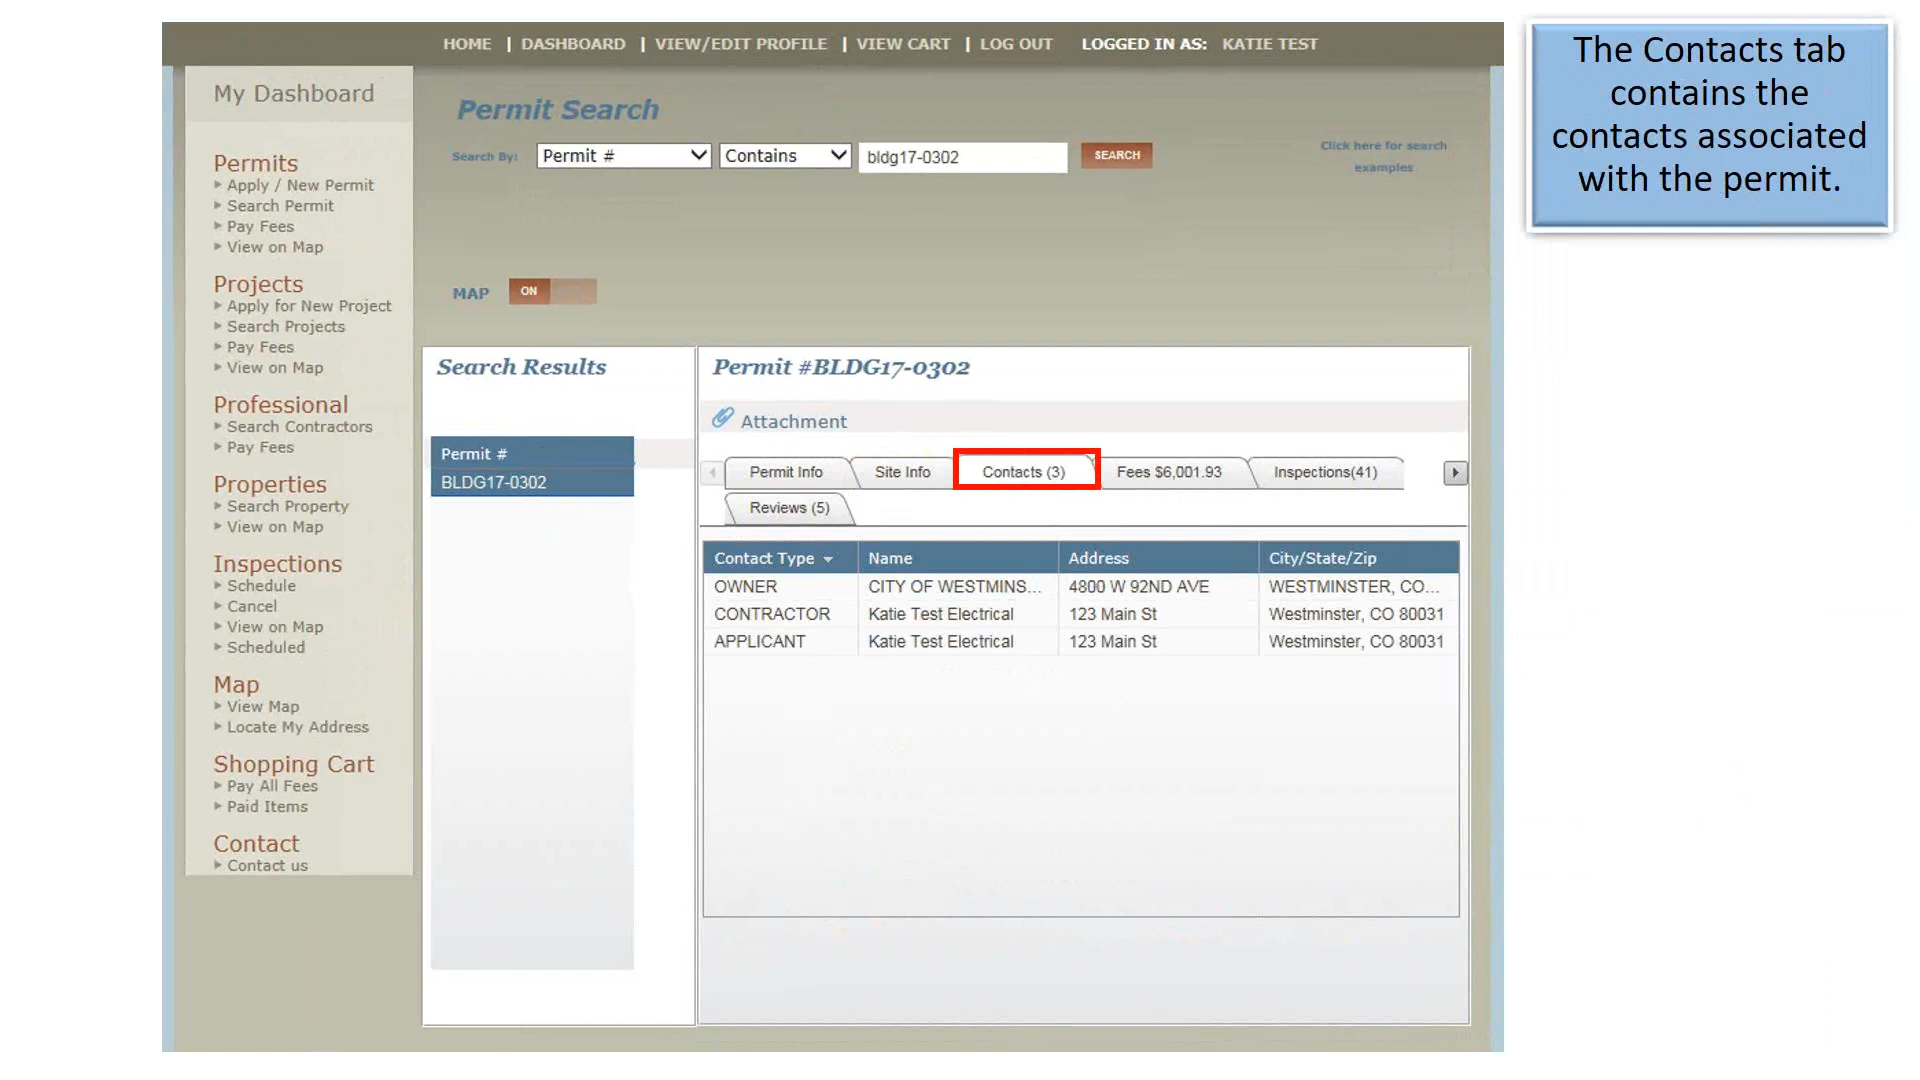 HOME | DASHBOARD | VIEW/EDIT PROFILE | VIEW CART | LOG OUT LOGGED IN AS: KATIE TEST
The Contacts tab
contains the
contacts associated
with the permit.
My Dashboard
Permits
Apply / New Permit
Search Permit
Pay Fees
View on Map
Projects
Apply for New Project
Search Projects
Pay Fees
View on Map
Professional
Search Contractors
Pay Fees
Properties
Search Property
View on Map
Inspections
Schedule
Cancel
View on Map
Scheduled
Map
View Map
Locate My Address
Shopping Cart
Pay All Fees
Paid Items
Contact
Contact us
Permit Search
Search By: Permit # Contains bldg17-0302 SEARCH
Click here for search
examples
MAP ON
Search Results
Permit #
BLDG17-0302
Permit #BLDG17-0302
Attachment
Permit Info Site Info Contacts (3) Fees $6,001.93 Inspections(41)
Reviews (5)
Contact Type Name Address City/State/Zip
OWNER CITY OF WESTMINS... 4800 W 92ND AVE WESTMINSTER, CO...
CONTRACTOR Katie Test Electrical 123 Main St Westminster, CO 80031
APPLICANT Katie Test Electrical 123 Main St Westminster, CO 80031